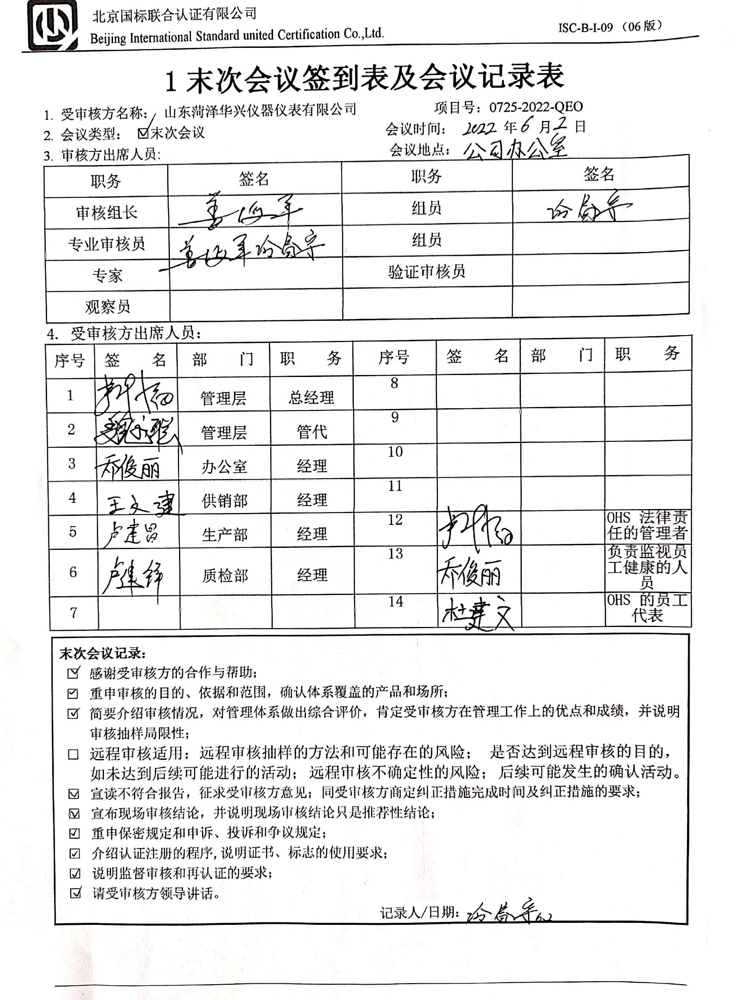 北京国标联合认证有限公司
Beijing International Standard united Certification Co.,Ltd.
ISC-B-I-09 （06版）
1 末次会议签到表及会议记录表
1. 受审核方名称： 山东菏泽华兴仪器仪表有限公司 项目号：0725-2022-QEO
2. 会议类型： ☑末次会议 会议时间： 2022 年 6 月 2 日
3. 审核方出席人员： 会议地点： 公司办公室
职务 签名 职务 签名
审核组长 组员
专业审核员 组员
专家 验证审核员
观察员
4. 受审核方出席人员：
序号 签 名 部 门 职 务 序号 签 名 部 门 职 务
1 管理层 总经理 8
2 管理层 管代 9
3 乔俊丽 办公室 经理 10
4 王文建 供销部 经理 11
5 卢建昌 生产部 经理 12 OHS 法律责
任的管理者
6 卢建锋 质检部 经理 13 乔俊丽 负责监视员
工健康的人
员
7 14 杜建文 OHS 的员工
代表
末次会议记录：
☑ 感谢受审核方的合作与帮助；
☑ 重申审核的目的、依据和范围，确认体系覆盖的产品和场所；
☑ 简要介绍审核情况，对管理体系做出综合评价，肯定受审核方在管理工作上的优点和成绩，并说明
审核抽样局限性；
☐ 远程审核适用：远程审核抽样的方法和可能存在的风险； 是否达到远程审核的目的，
如未达到后续可能进行的活动；远程审核不确定性的风险；后续可能发生的确认活动。
☑ 宣读不符合报告，征求受审核方意见；同受审核方商定纠正措施完成时间及纠正措施的要求；
☑ 宣布现场审核结论，并说明现场审核结论只是推荐性结论；
☑ 重申保密规定和申诉、投诉和争议规定；
☑ 介绍认证注册的程序,说明证书、标志的使用要求；
☑ 说明监督审核和再认证的要求；
☑ 请受审核方领导讲话。
记录人/日期： 6.2